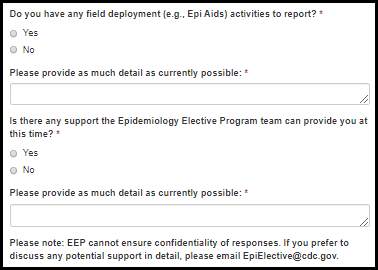 Do you have any field deployment (e.g., Epi Aids) activities to report? *
Yes
No
Please provide as much detail as currently possible: *
Is there any support the Epidemiology Elective Program team can provide you at
this time? *
Yes
No
Please provide as much detail as currently possible: *
Please note: EEP cannot ensure confidentiality of responses. If you prefer to
discuss any potential support in detail, please email EpiElective@cdc.gov.